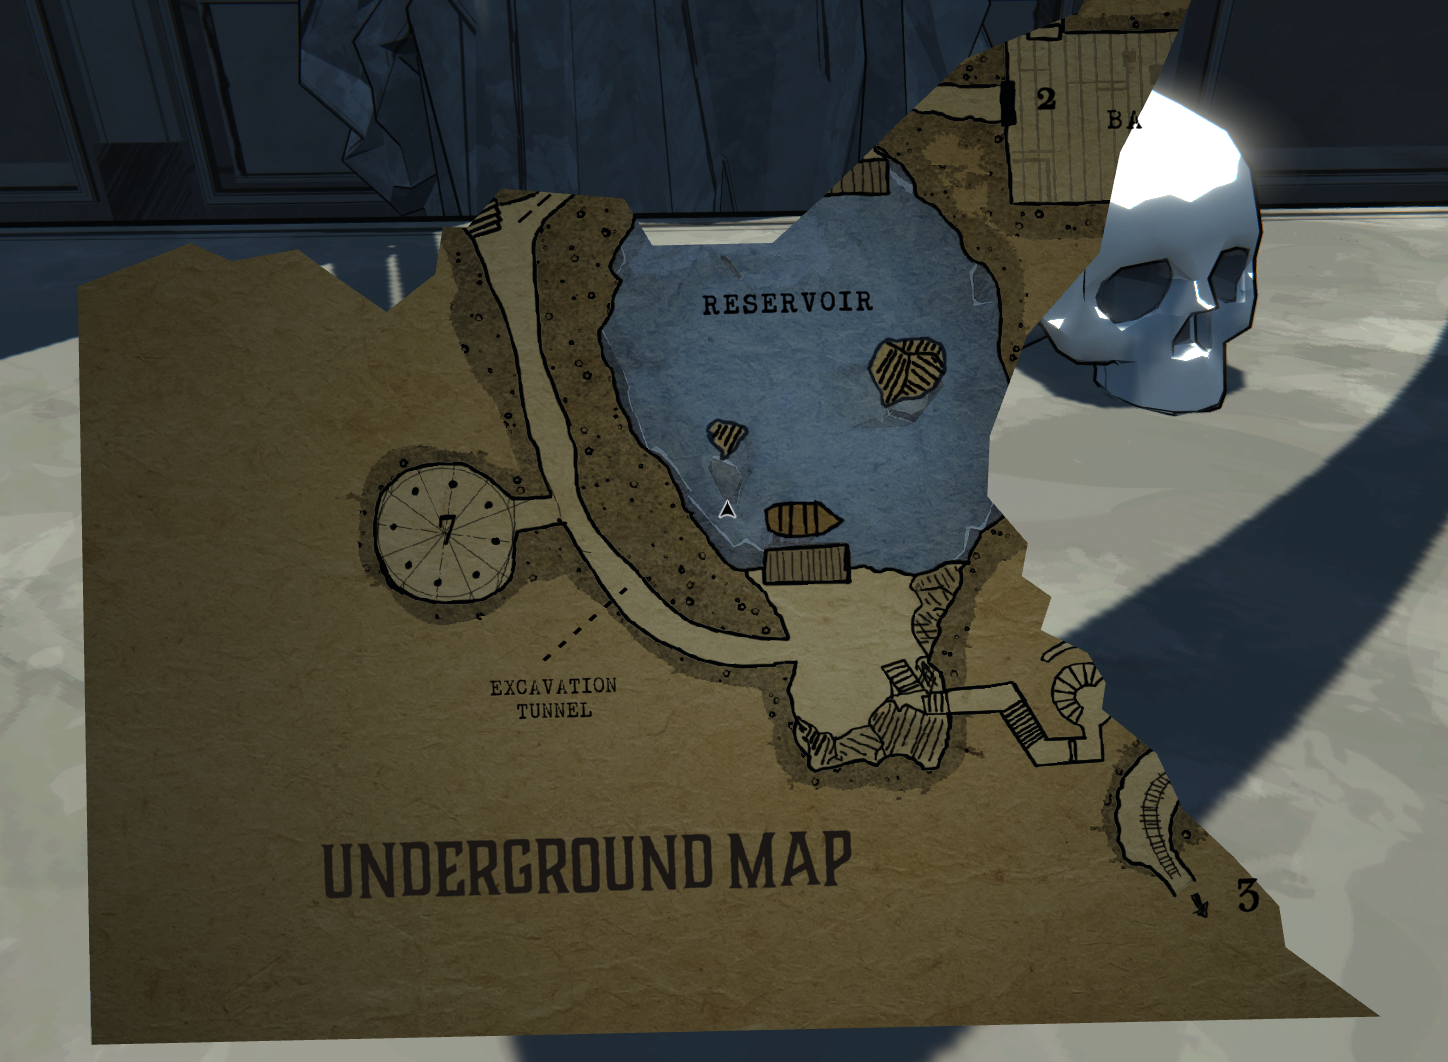 2
BA
RESERVOIR
7
EXCAVATION
TUNNEL
UNDERGROUND MAP
3